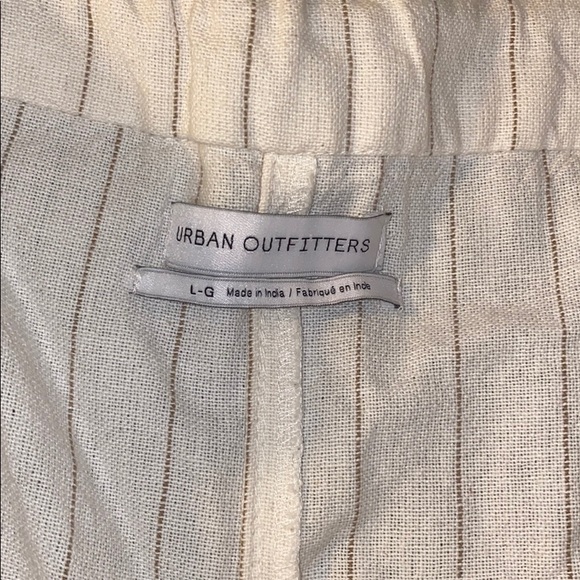 URBAN OUTFITTERS
L-G Made in India / Fabriqué en Inde